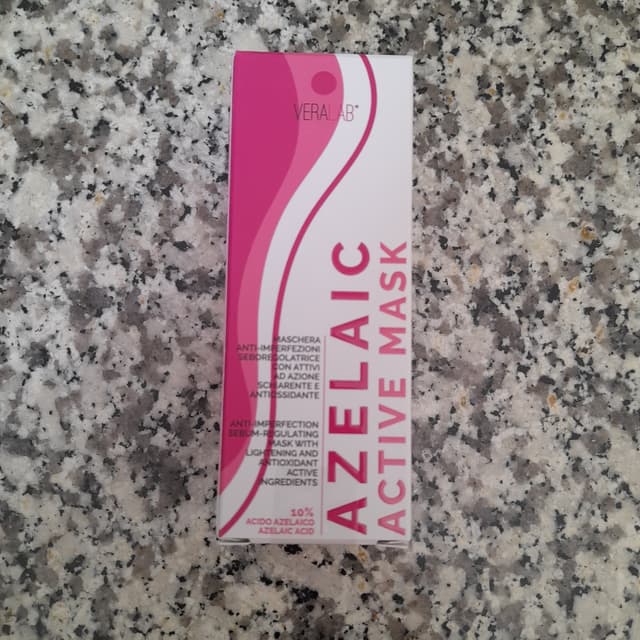 VERALAB®
AZELAIC
ACTIVE MASK
MASCHERA
ANTI-IMPERFEZIONI
SEBOREGOLATRICE
CON ATTIVI
AD AZIONE
SCHIARENTE E
ANTIOSSIDANTE
ANTI-IMPERFECTION
SEBUM-REGULATING
MASK WITH
LIGHTENING AND
ANTIOXIDANT
ACTIVE
INGREDIENTS
10%
ACIDO AZELAICO
AZELAIC ACID